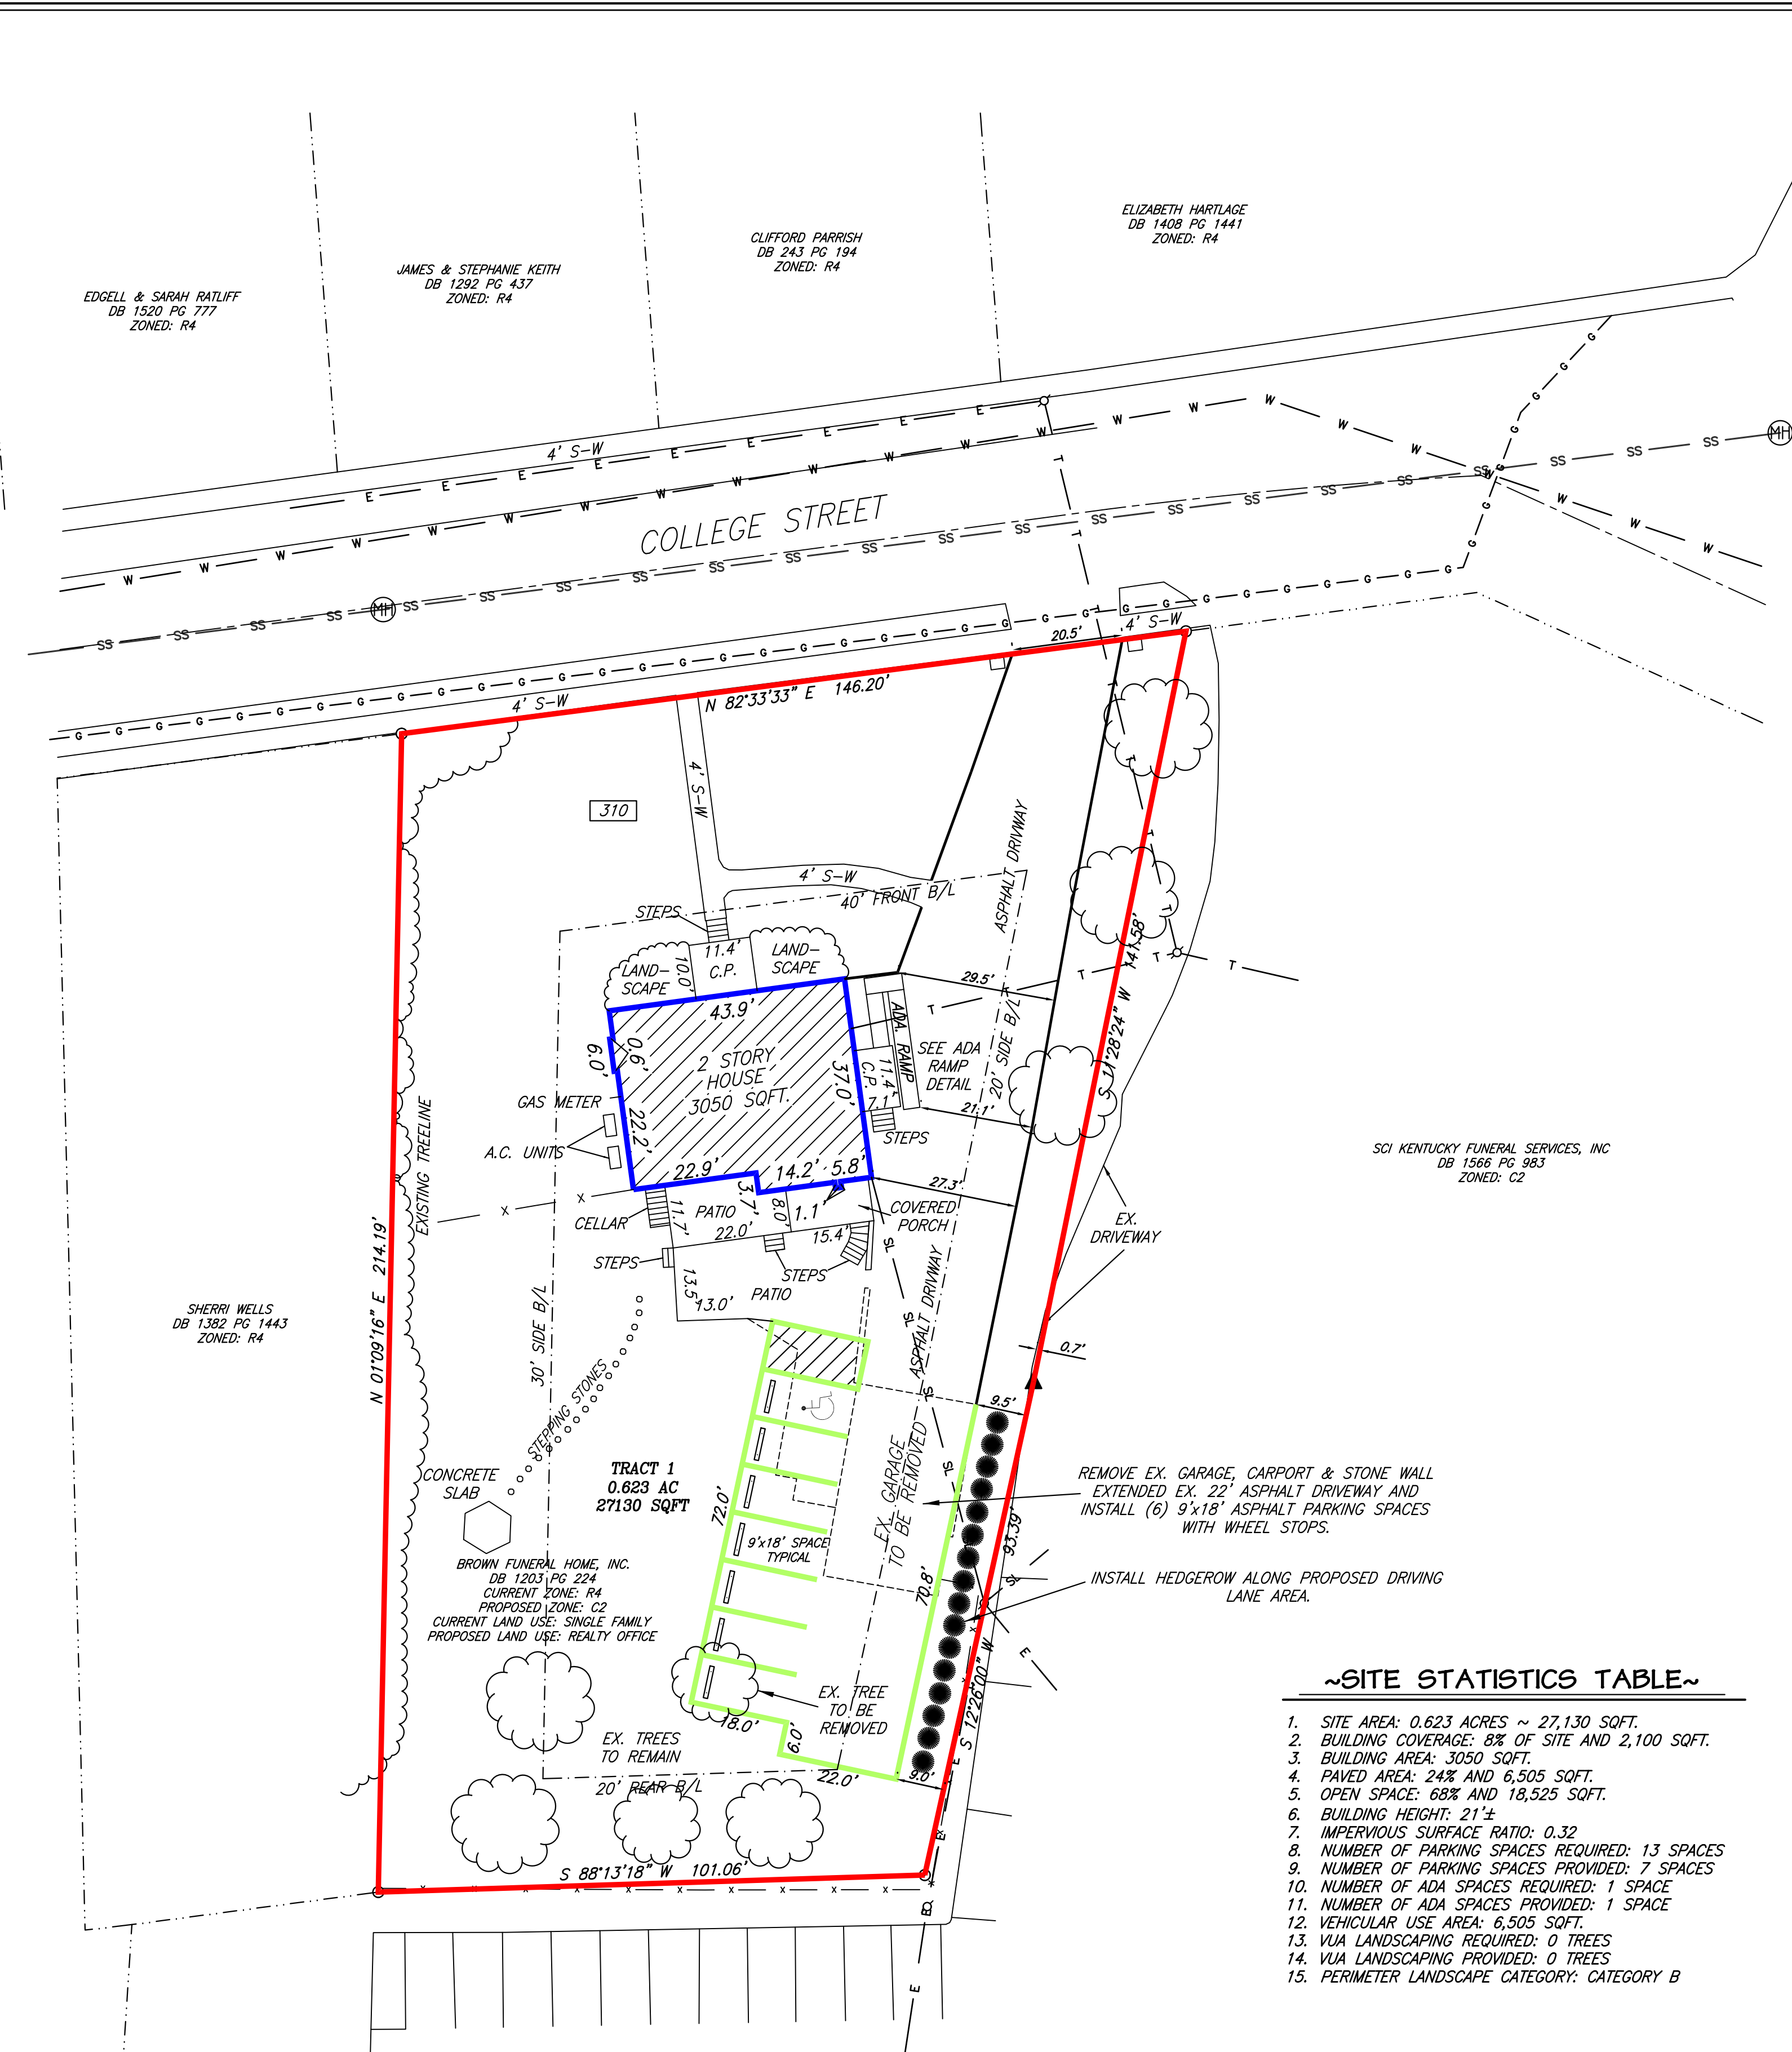 ELIZABETH HARTLAGE
DB 1408 PG 1441
ZONED: R4
CLIFFORD PARRISH
DB 243 PG 194
ZONED: R4
JAMES & STEPHANIE KEITH
DB 1292 PG 437
ZONED: R4
EDGELL & SARAH RATLIFF
DB 1520 PG 777
ZONED: R4
4' S-W
COLLEGE STREET
MH
MH
20.5'
4' S-W
4' S-W
N 82°33'33" E 146.20'
4' S-W
310
4' S-W
40' FRONT B/L
ASPHALT DRIVWAY
STEPS
11.4'
C.P.
10.0'
LAND-
SCAPE
LAND-
SCAPE
43.9'
29.5'
S 11°28'24" W 141.58'
20' SIDE B/L
ADA. RAMP
SEE ADA
RAMP
DETAIL
0.6'
6.0'
2 STORY
HOUSE
3050 SQFT.
37.0'
11.4'
C.P.
7.1'
21.1'
GAS METER
22.2'
A.C. UNITS
STEPS
EXISTING TREELINE
22.9'
14.2'
5.8'
27.3'
3.7'
8.0'
1.1'
COVERED
PORCH
CELLAR
11.7'
PATIO
22.0'
15.4'
STEPS
STEPS
13.5'
13.0'
PATIO
EX.
DRIVEWAY
SCI KENTUCKY FUNERAL SERVICES, INC
DB 1566 PG 983
ZONED: C2
N 01°09'16" E 214.19'
SHERRI WELLS
DB 1382 PG 1443
ZONED: R4
30' SIDE B/L
ASPHALT DRIVWAY
0.7'
9.5'
STEPPING STONES
CONCRETE
SLAB
TRACT 1
0.623 AC
27130 SQFT
72.0'
9'x18' SPACE
TYPICAL
EX. GARAGE
TO BE REMOVED
70.8'
93.39'
S 12°26'00" W
REMOVE EX. GARAGE, CARPORT & STONE WALL
EXTENDED EX. 22' ASPHALT DRIVEWAY AND
INSTALL (6) 9'x18' ASPHALT PARKING SPACES
WITH WHEEL STOPS.
INSTALL HEDGEROW ALONG PROPOSED DRIVING
LANE AREA.
BROWN FUNERAL HOME, INC.
DB 1203 PG 224
CURRENT ZONE: R4
PROPOSED ZONE: C2
CURRENT LAND USE: SINGLE FAMILY
PROPOSED LAND USE: REALTY OFFICE
EX. TREE
TO BE
REMOVED
18.0'
6.0'
22.0'
9.0'
EX. TREES
TO REMAIN
20' REAR B/L
S 88°13'18" W 101.06'
~SITE STATISTICS TABLE~
1. SITE AREA: 0.623 ACRES ~ 27,130 SQFT.
2. BUILDING COVERAGE: 8% OF SITE AND 2,100 SQFT.
3. BUILDING AREA: 3050 SQFT.
4. PAVED AREA: 24% AND 6,505 SQFT.
5. OPEN SPACE: 68% AND 18,525 SQFT.
6. BUILDING HEIGHT: 21'±
7. IMPERVIOUS SURFACE RATIO: 0.32
8. NUMBER OF PARKING SPACES REQUIRED: 13 SPACES
9. NUMBER OF PARKING SPACES PROVIDED: 7 SPACES
10. NUMBER OF ADA SPACES REQUIRED: 1 SPACE
11. NUMBER OF ADA SPACES PROVIDED: 1 SPACE
12. VEHICULAR USE AREA: 6,505 SQFT.
13. VUA LANDSCAPING REQUIRED: 0 TREES
14. VUA LANDSCAPING PROVIDED: 0 TREES
15. PERIMETER LANDSCAPE CATEGORY: CATEGORY B